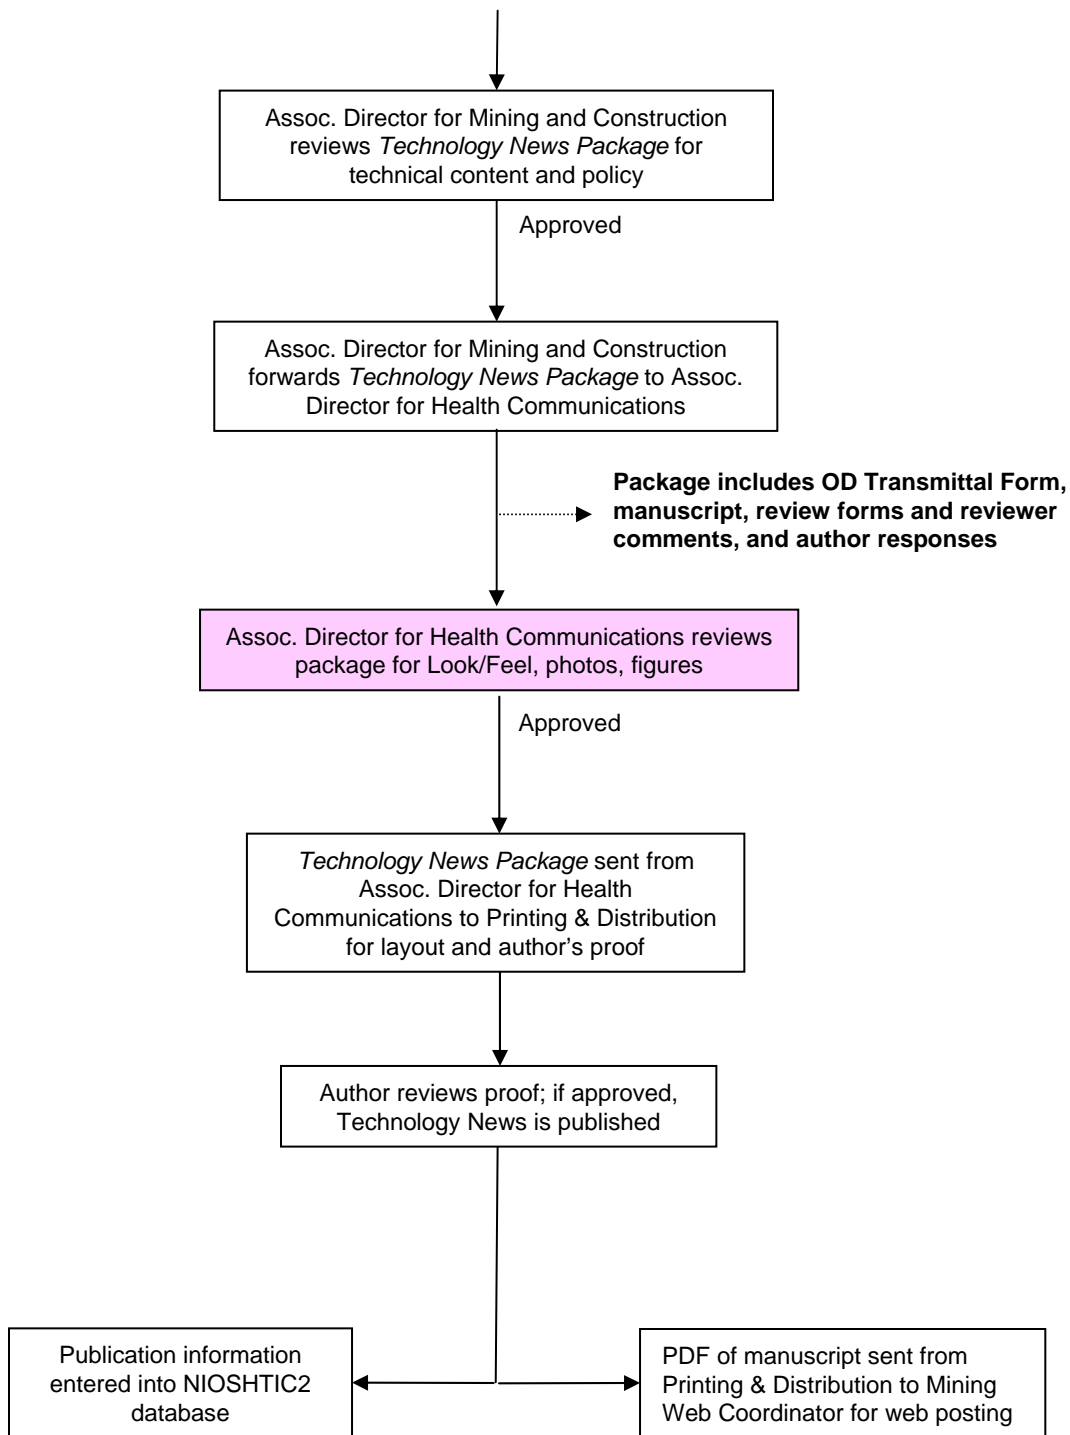 Assoc. Director for Mining and Construction
reviews Technology News Package for
technical content and policy
Approved
Assoc. Director for Mining and Construction
forwards Technology News Package to Assoc.
Director for Health Communications
Package includes OD Transmittal Form,
manuscript, review forms and reviewer
comments, and author responses
Assoc. Director for Health Communications reviews
package for Look/Feel, photos, figures
Approved
Technology News Package sent from
Assoc. Director for Health
Communications to Printing & Distribution
for layout and author’s proof
Author reviews proof; if approved,
Technology News is published
Publication information
entered into NIOSHTIC2
database
PDF of manuscript sent from
Printing & Distribution to Mining
Web Coordinator for web posting